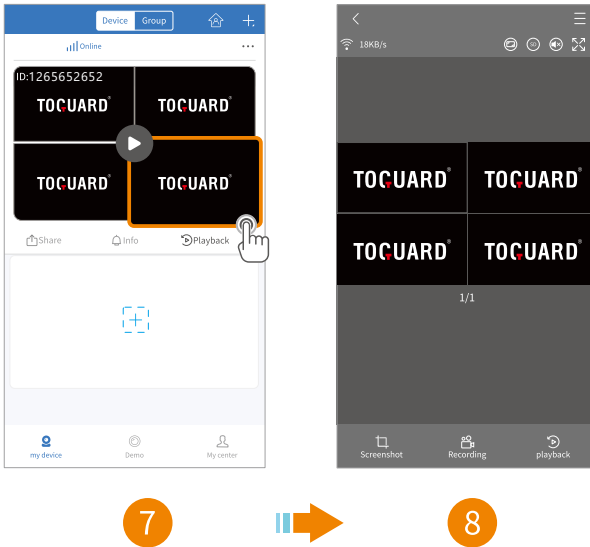 Device Group
Online
ID:1265652652
TOGUARD® TOGUARD®
TOGUARD® TOGUARD®
Share Info Playback
my device Demo My center
7
18KB/s SD
TOGUARD® TOGUARD®
TOGUARD® TOGUARD®
1/1
Screenshot Recording playback
8